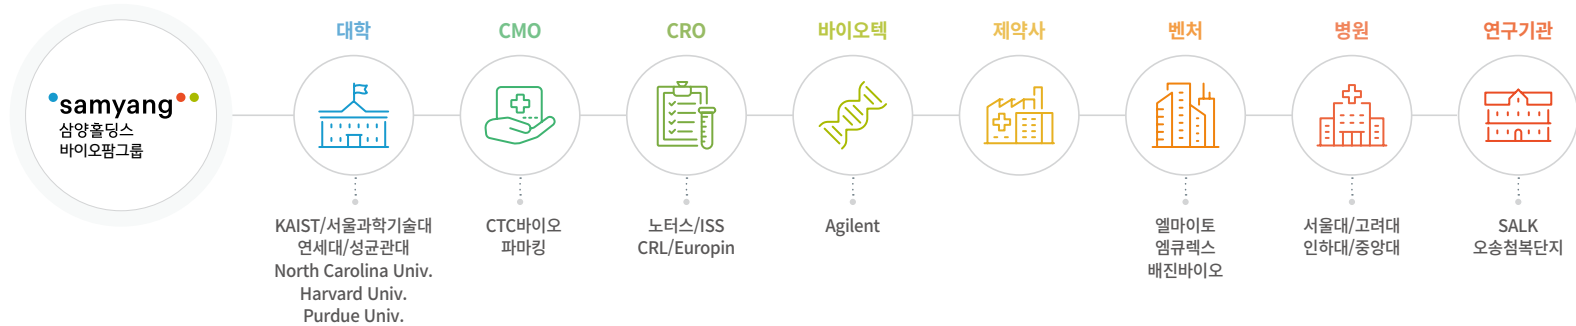 samyang
삼양홀딩스
바이오팜그룹
대학
KAIST/서울과학기술대
연세대/성균관대
North Carolina Univ.
Harvard Univ.
Purdue Univ.
CMO
CTC바이오
파마킹
CRO
노터스/ISS
CRL/Europin
바이오텍
Agilent
제약사
벤처
엘마이토
엠큐렉스
배진바이오
병원
서울대/고려대
인하대/중앙대
연구기관
SALK
오송첨복단지